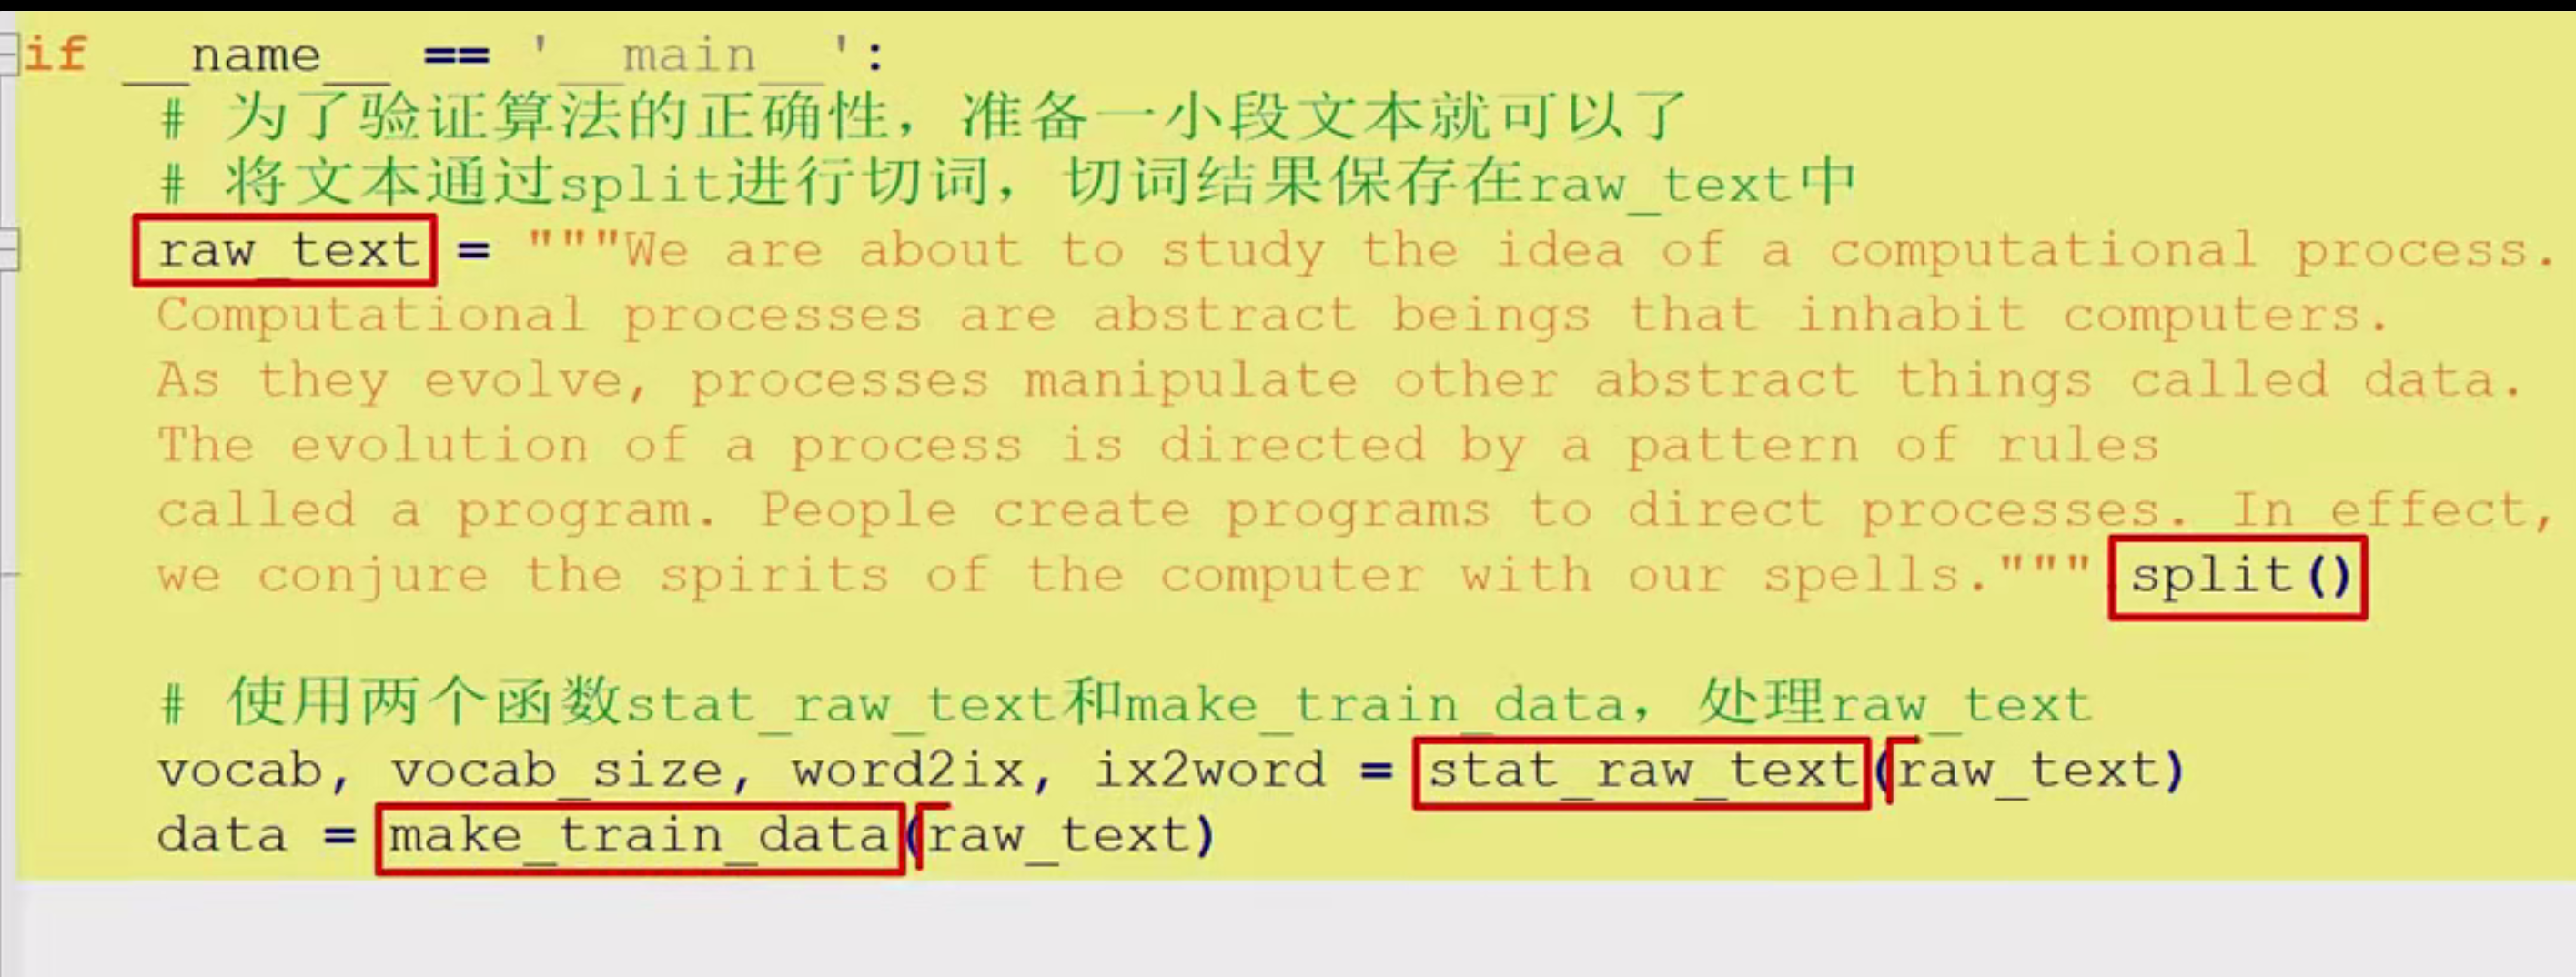 if __name__ == '__main__':
# 为了验证算法的正确性，准备一小段文本就可以了
# 将文本通过split进行切词，切词结果保存在raw_text中
raw_text = """We are about to study the idea of a computational process.
Computational processes are abstract beings that inhabit computers.
As they evolve, processes manipulate other abstract things called data.
The evolution of a process is directed by a pattern of rules
called a program. People create programs to direct processes. In effect,
we conjure the spirits of the computer with our spells.""".split()
# 使用两个函数stat_raw_text和make_train_data，处理raw_text
vocab, vocab_size, word2ix, ix2word = stat_raw_text(raw_text)
data = make_train_data(raw_text)